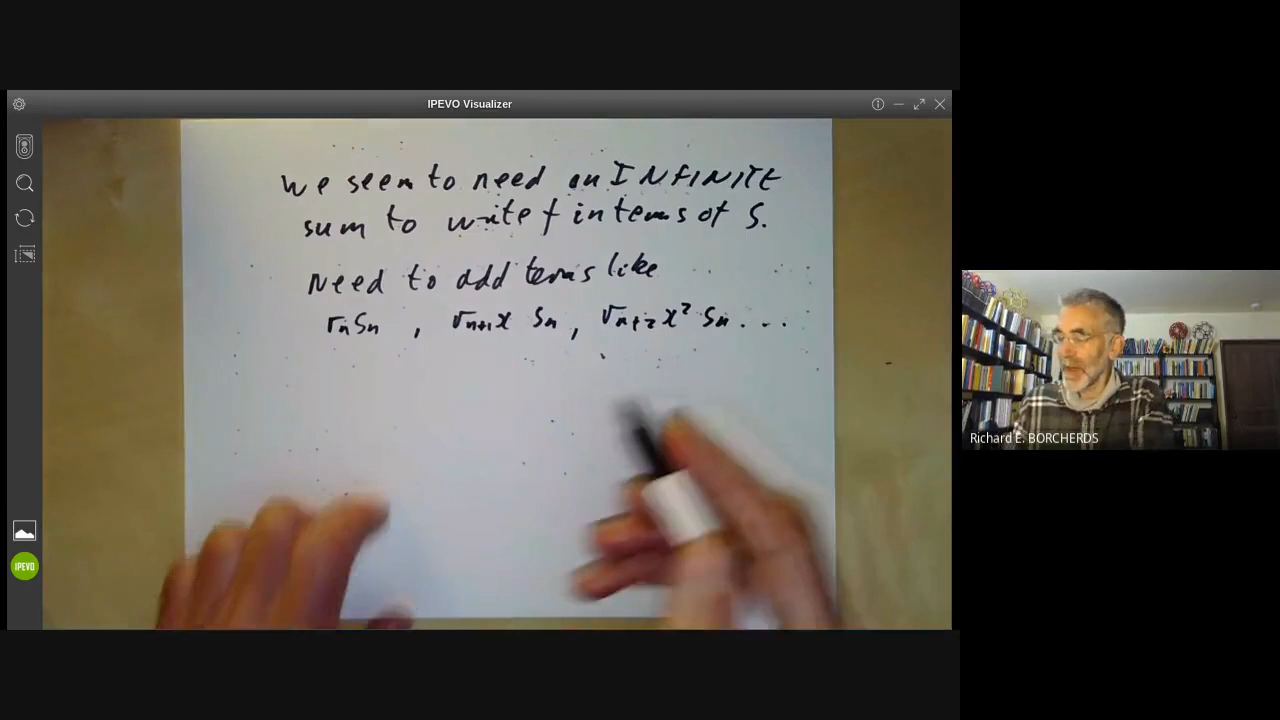 IPEVO Visualizer
we seem to need an INFINITE
sum to write f in terms of S.
Need to add terms like
rₙSₙ , rₙ₊₁x Sₙ, rₙ₊₂x² Sₙ...
IPEVO
Richard E. BORCHERDS